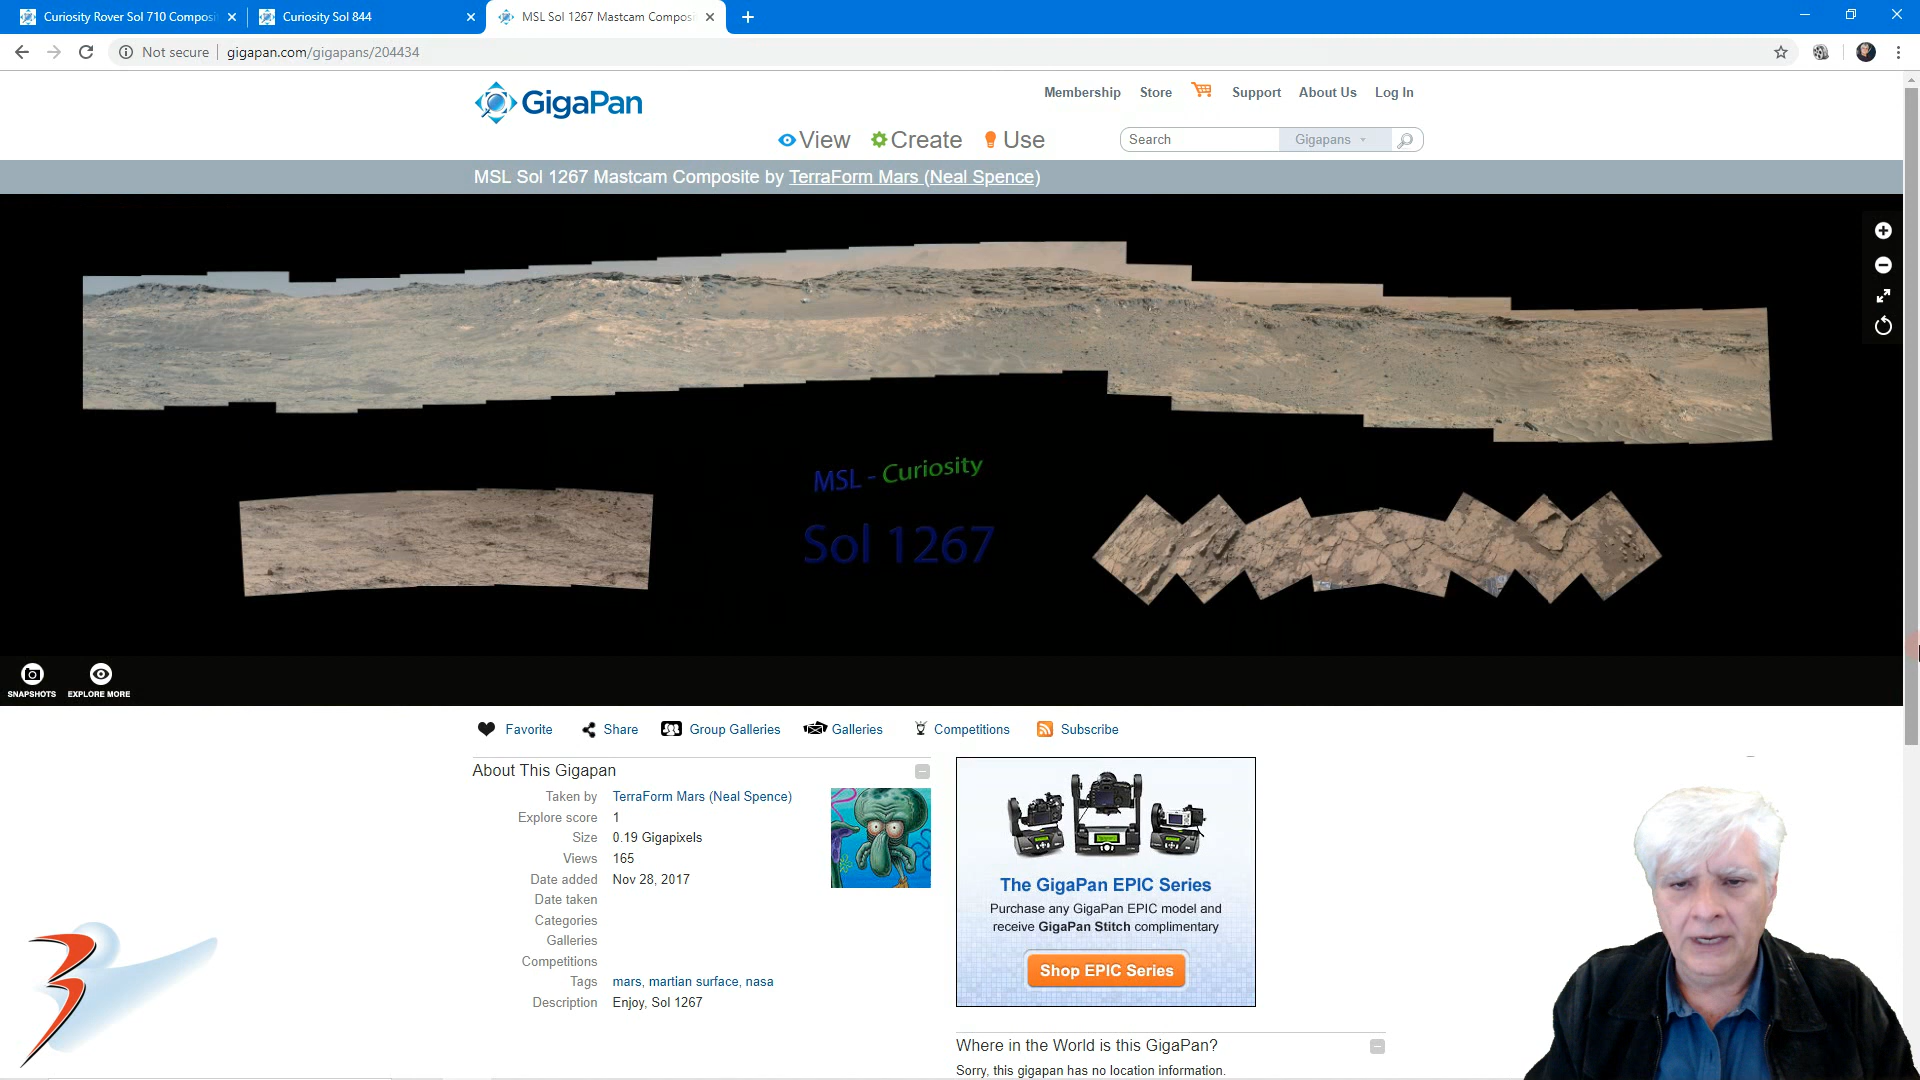 Curiosity Rover Sol 710 Composi
Curiosity Sol 844
MSL Sol 1267 Mastcam Compos
Not secure
gigapan.com/gigapans/204434
GigaPan
Membership Store Support About Us Log In
View Create Use
Search Gigapans
MSL Sol 1267 Mastcam Composite by TerraForm Mars (Neal Spence)
MSL - Curiosity
Sol 1267
SNAPSHOTS EXPLORE MORE
Favorite Share Group Galleries Galleries Competitions Subscribe
About This Gigapan
Taken by TerraForm Mars (Neal Spence)
Explore score 1
Size 0.19 Gigapixels
Views 165
Date added Nov 28, 2017
Date taken
Categories
Galleries
Competitions
Tags mars, martian surface, nasa
Description Enjoy, Sol 1267
The GigaPan EPIC Series
Purchase any GigaPan EPIC model and
receive GigaPan Stitch complimentary
Shop EPIC Series
Where in the World is this GigaPan?
Sorry, this gigapan has no location information.